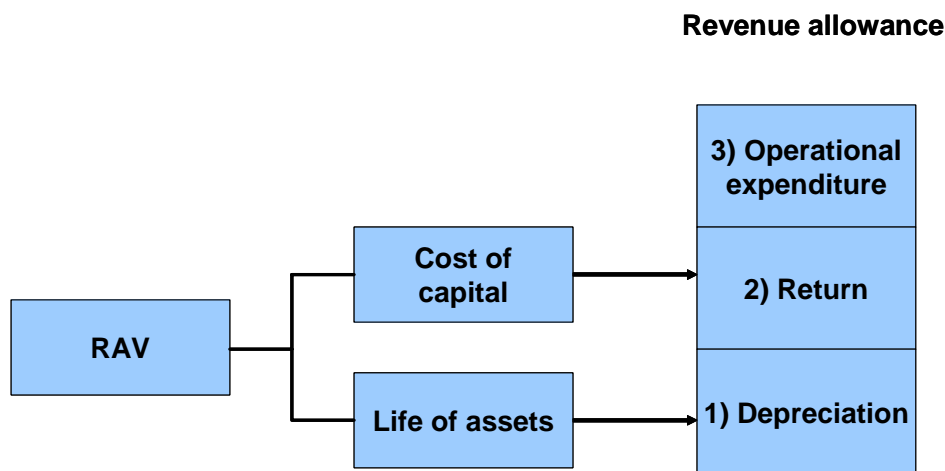 Revenue allowance
3) Operational
expenditure
Cost of
capital
2) Return
RAV
Life of assets
1) Depreciation